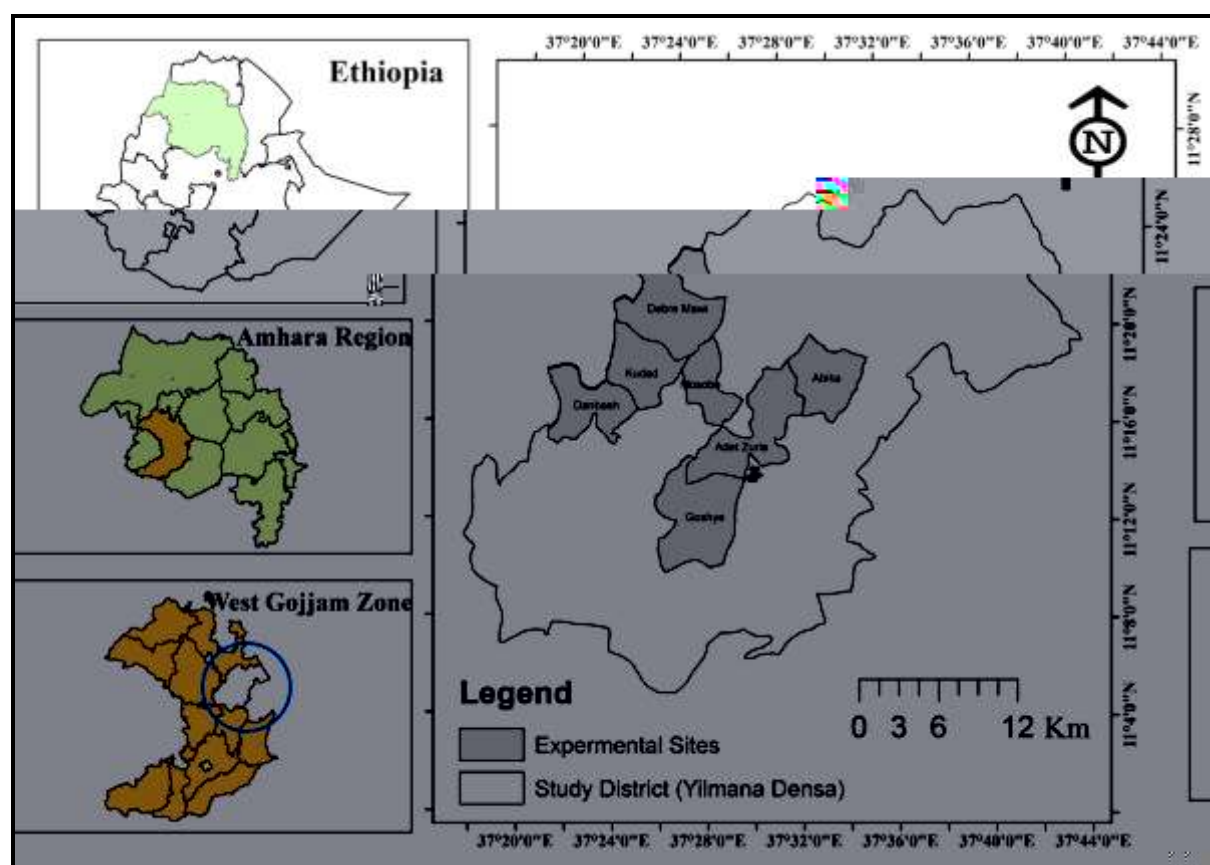 37°20'0"E 37°24'0"E 37°28'0"E 37°32'0"E 37°36'0"E 37°40'0"E 37°44'0"E
Ethiopia
N
11°28'0"N
11°24'0"N
11°20'0"N
11°16'0"N
11°12'0"N
11°8'0"N
11°4'0"N
Amhara Region
Debre Mawi
Kudad
Abika
Adet Zuria
Goshye
West Gojjam Zone
Legend
Expermental Sites
Study District (Yilmana Densa)
0 3 6 12 Km
37°20'0"E 37°24'0"E 37°28'0"E 37°32'0"E 37°36'0"E 37°40'0"E 37°44'0"E